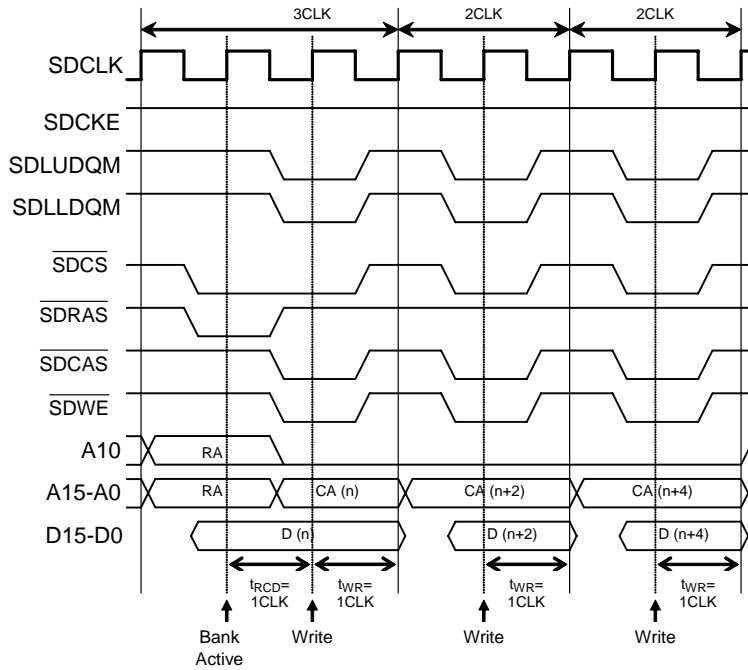 3CLK 2CLK 2CLK
SDCLK
SDCKE
SDLUDQM
SDLLDQM
SDCS
SDRAS
SDCAS
SDWE
A10 RA
A15-A0 RA CA (n) CA (n+2) CA (n+4)
D15-D0 D (n) D (n+2) D (n+4)
tRCD= tWR= tWR= tWR=
1CLK 1CLK 1CLK 1CLK
Bank Write Write Write
Active